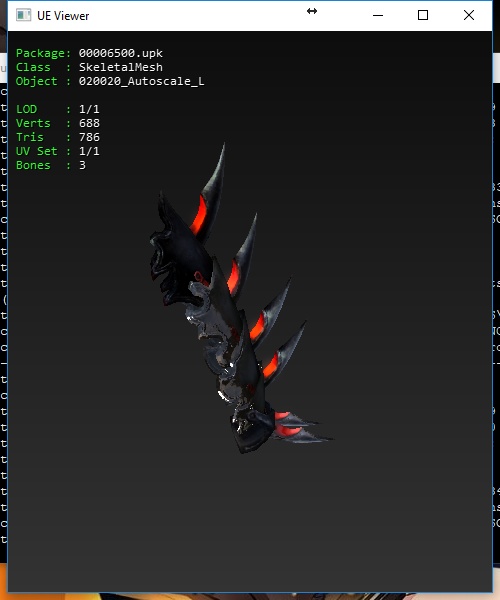 UE Viewer
Package: 00006500.upk
Class : SkeletalMesh
Object : 020020_Autoscale_L
LOD : 1/1
Verts : 688
Tris : 786
UV Set : 1/1
Bones : 3